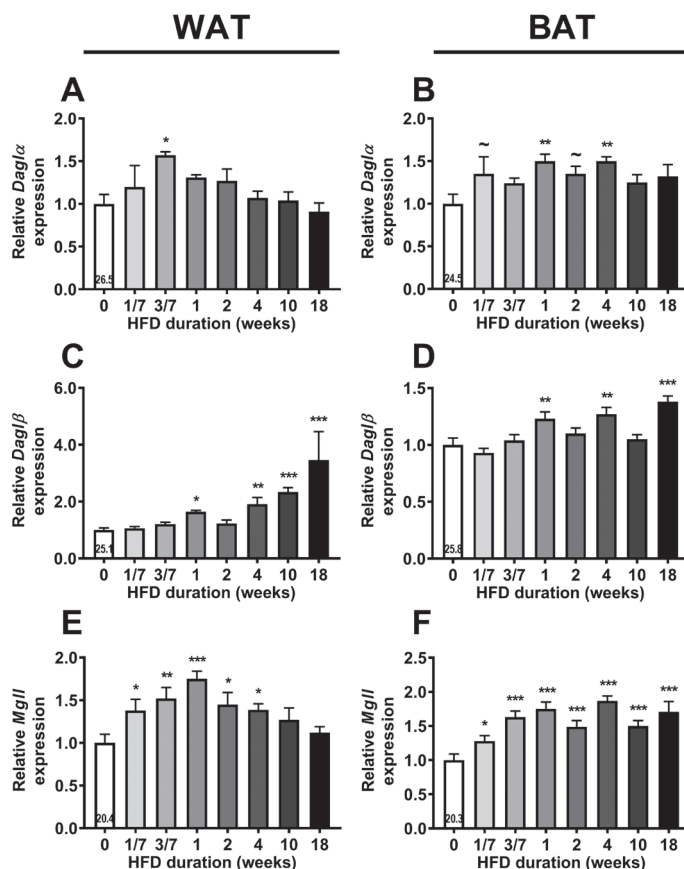 WAT
BAT
A
Relative Daglα
expression
2.0
1.5
1.0
0.5
0.0
*
26.5
0 1/7 3/7 1 2 4 10 18
HFD duration (weeks)
B
Relative Daglα
expression
2.0
1.5
1.0
0.5
0.0
~ ** ~ **
24.5
0 1/7 3/7 1 2 4 10 18
HFD duration (weeks)
C
Relative Daglβ
expression
6.0
4.0
2.0
0.0
* ** *** ***
25.1
0 1/7 3/7 1 2 4 10 18
HFD duration (weeks)
D
Relative Daglβ
expression
1.5
1.0
0.5
0.0
** ** ***
25.8
0 1/7 3/7 1 2 4 10 18
HFD duration (weeks)
E
Relative Mgll
expression
2.0
1.5
1.0
0.5
0.0
* ** *** * *
20.4
0 1/7 3/7 1 2 4 10 18
HFD duration (weeks)
F
Relative Mgll
expression
2.0
1.5
1.0
0.5
0.0
* *** *** *** *** *** ***
20.3
0 1/7 3/7 1 2 4 10 18
HFD duration (weeks)